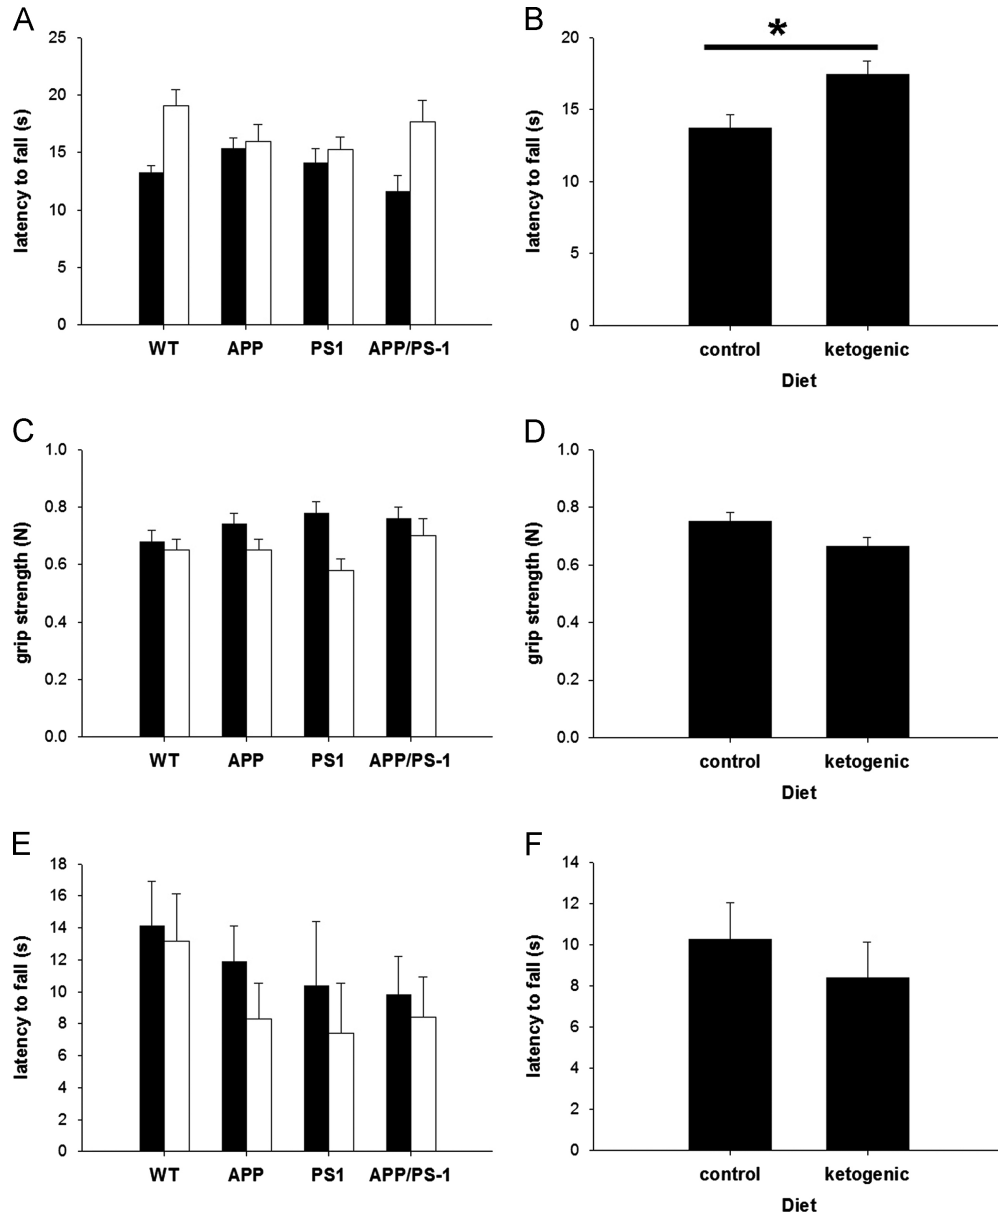 A
latency to fall (s)
25
20
15
10
5
0
WT APP PS1 APP/PS-1
B
latency to fall (s)
20
15
10
5
0
*
control ketogenic
Diet
C
grip strength (N)
1.0
0.8
0.6
0.4
0.2
0.0
WT APP PS1 APP/PS-1
D
grip strength (N)
1.0
0.8
0.6
0.4
0.2
0.0
control ketogenic
Diet
E
latency to fall (s)
18
16
14
12
10
8
6
4
2
0
WT APP PS1 APP/PS-1
F
latency to fall (s)
14
12
10
8
6
4
2
0
control ketogenic
Diet